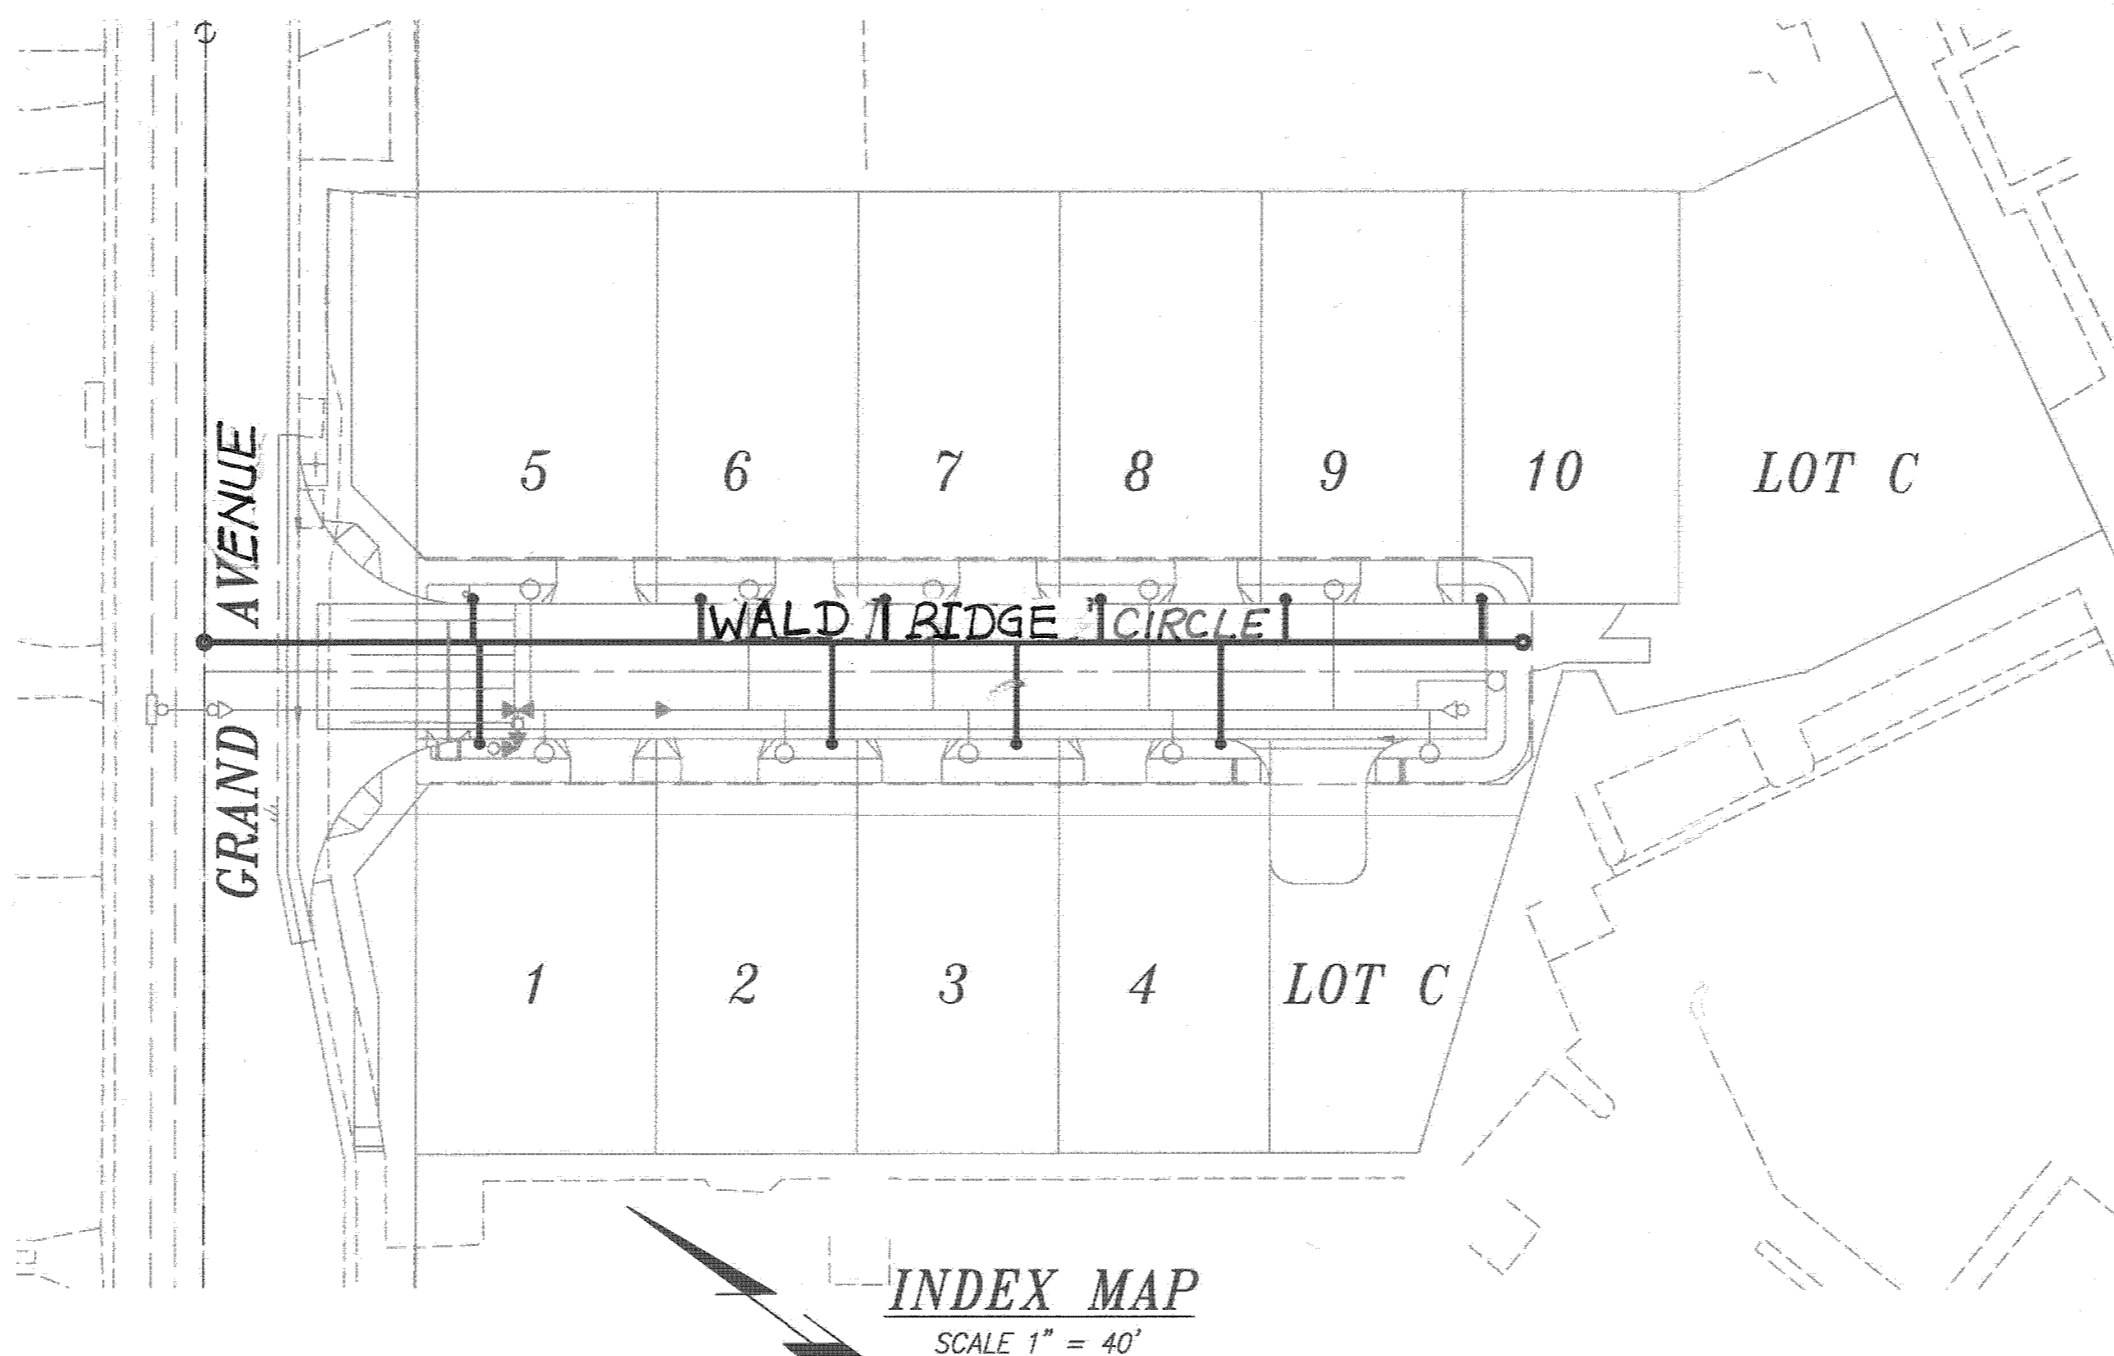 5 6 7 8 9 10 LOT C
GRAND AVENUE
WALD RIDGE CIRCLE
1 2 3 4 LOT C
INDEX MAP
SCALE 1" = 40'